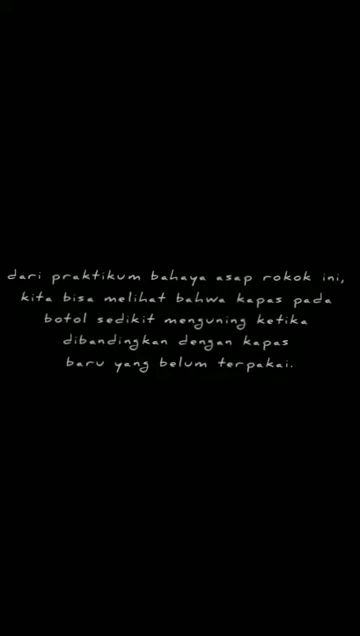 dari praktikum bahaya asap rokok ini,
kita bisa melihat bahwa kapas pada
botol sedikit menguning ketika
dibandingkan dengan kapas
baru yang belum terpakai.